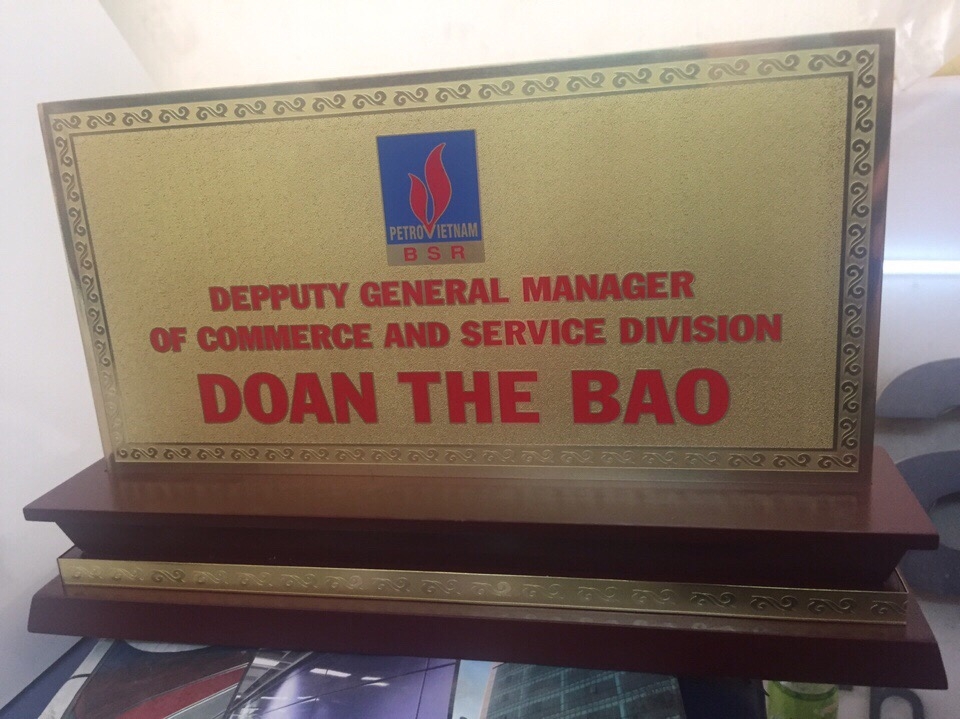 PETROVIETNAM
BSR
DEPPUTY GENERAL MANAGER
OF COMMERCE AND SERVICE DIVISION
DOAN THE BAO